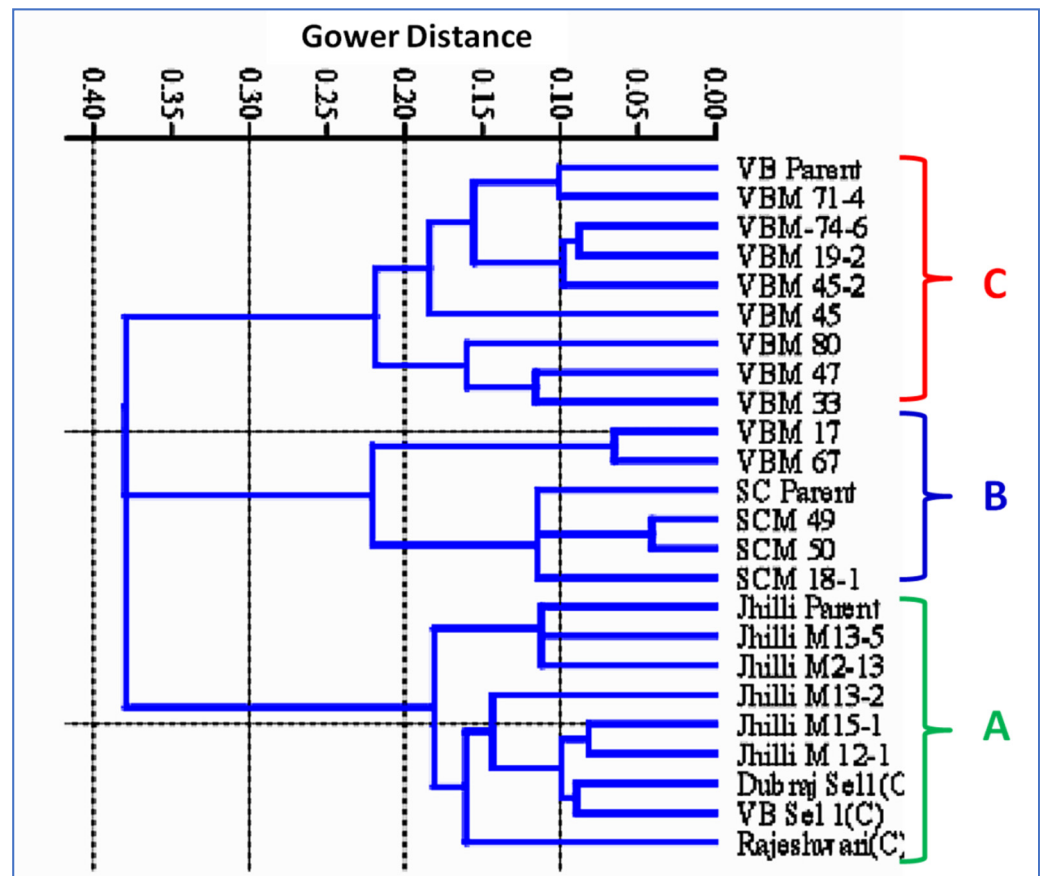 Gower Distance
0.40 0.35 0.30 0.25 0.20 0.15 0.10 0.05 0.00
VB Parent
VBM 71-4
VBM-74-6
VBM 19-2
VBM 45-2
VBM 45
VBM 80
VBM 47
VBM 33
C
VBM 17
VBM 67
SC Parent
SCM 49
SCM 50
SCM 18-1
B
Jhilli Parent
Jhilli M13-5
Jhilli M2-13
Jhilli M13-2
Jhilli M15-1
Jhilli M 12-1
Dubraj Sel1(C
VB Sel 1(C)
Rajeshwari(C)
A